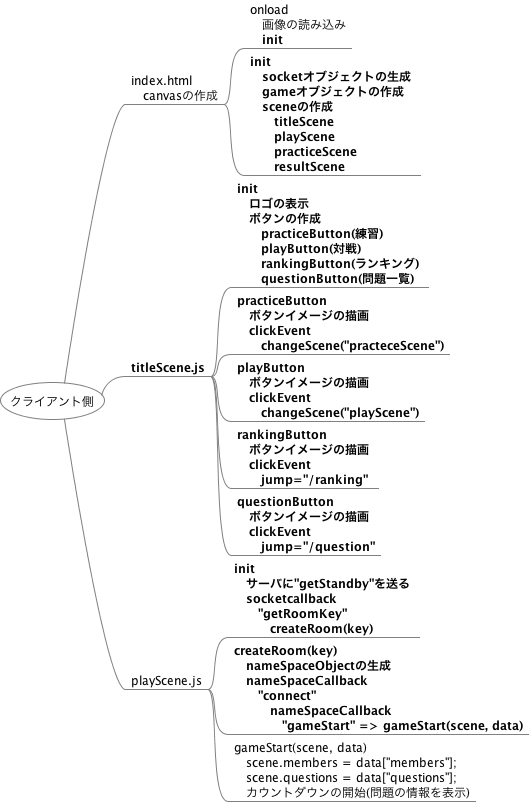 クライアント側
index.html
canvasの作成
onload
画像の読み込み
init
init
socketオブジェクトの生成
gameオブジェクトの作成
sceneの作成
titleScene
playScene
practiceScene
resultScene
titleScene.js
init
ロゴの表示
ボタンの作成
practiceButton(練習)
playButton(対戦)
rankingButton(ランキング)
questionButton(問題一覧)
practiceButton
ボタンイメージの描画
clickEvent
changeScene("practeceScene")
playButton
ボタンイメージの描画
clickEvent
changeScene("playScene")
rankingButton
ボタンイメージの描画
clickEvent
jump="/ranking"
questionButton
ボタンイメージの描画
clickEvent
jump="/question"
playScene.js
init
サーバに"getStandby"を送る
socketcallback
"getRoomKey"
createRoom(key)
createRoom(key)
nameSpaceObjectの生成
nameSpaceCallback
"connect"
nameSpaceCallback
"gameStart" => gameStart(scene, data)
gameStart(scene, data)
scene.members = data["members"];
scene.questions = data["questions"];
カウントダウンの開始(問題の情報を表示)